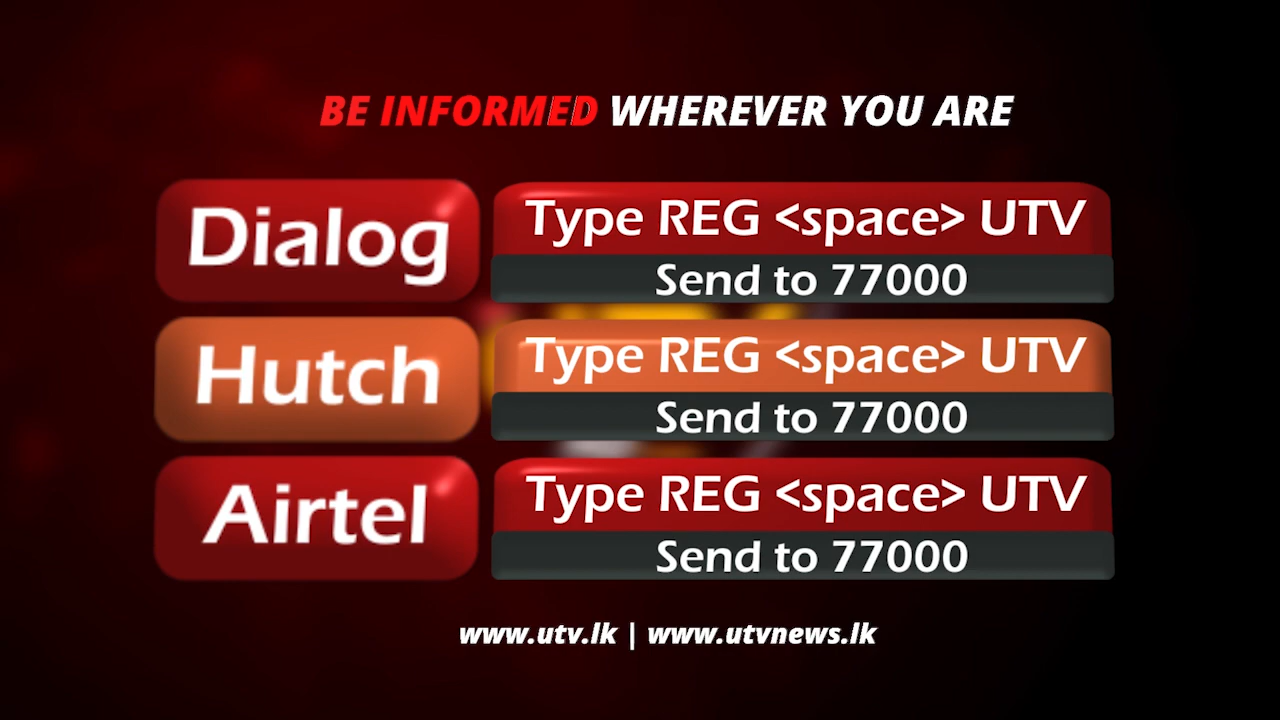 BE INFORMED WHEREVER YOU ARE
Dialog
Type REG <space> UTV
Send to 77000
Hutch
Type REG <space> UTV
Send to 77000
Airtel
Type REG <space> UTV
Send to 77000
www.utv.lk | www.utvnews.lk